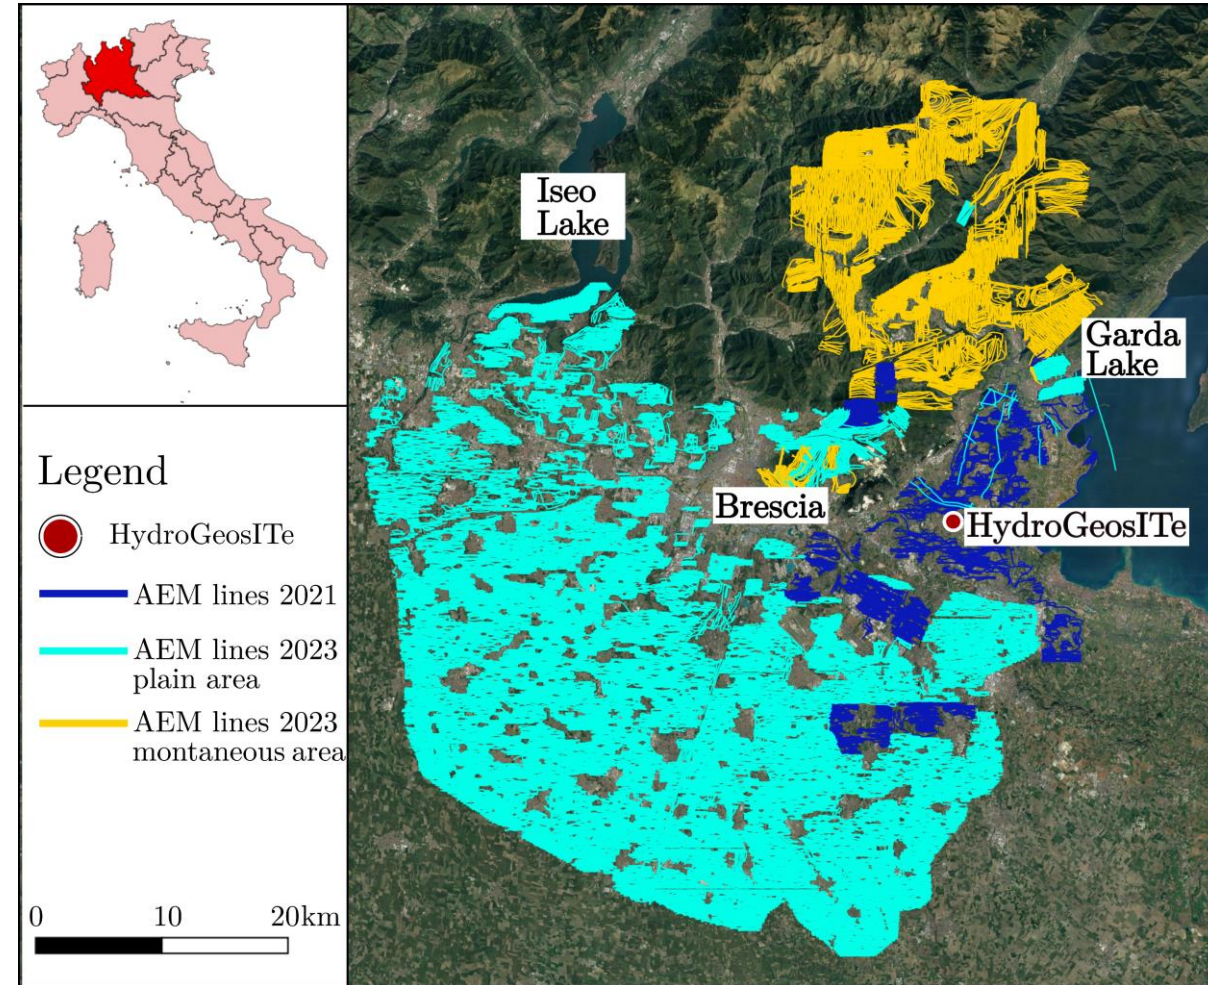 Legend
HydroGeosITe
AEM lines 2021
AEM lines 2023
plain area
AEM lines 2023
montaneous area
0 10 20km
Iseo
Lake
Garda
Lake
Brescia
HydroGeosITe